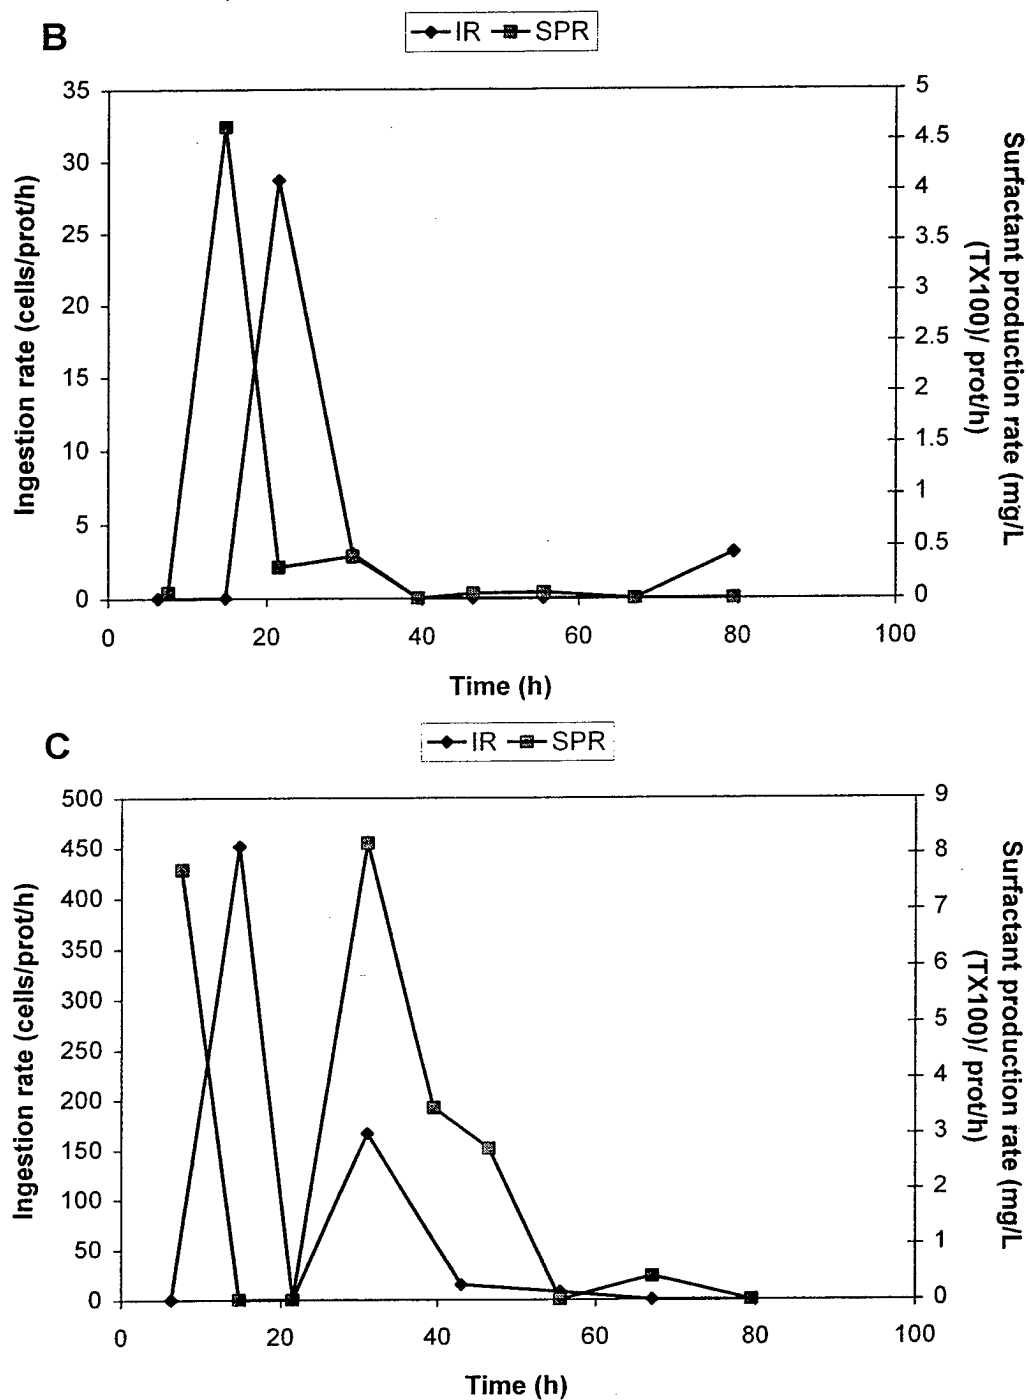 B
IR SPR
35
30
25
20
15
10
5
0
Ingestion rate (cells/prot/h)
5
4.5
4
3.5
3
2.5
2
1.5
1
0.5
0
Surfactant production rate (mg/L
(TX100)/ prot/h)
0 20 40 60 80 100
Time (h)
C
IR SPR
500
450
400
350
300
250
200
150
100
50
0
Ingestion rate (cells/prot/h)
9
8
7
6
5
4
3
2
1
0
Surfactant production rate (mg/L
(TX100)/ prot/h)
0 20 40 60 80 100
Time (h)